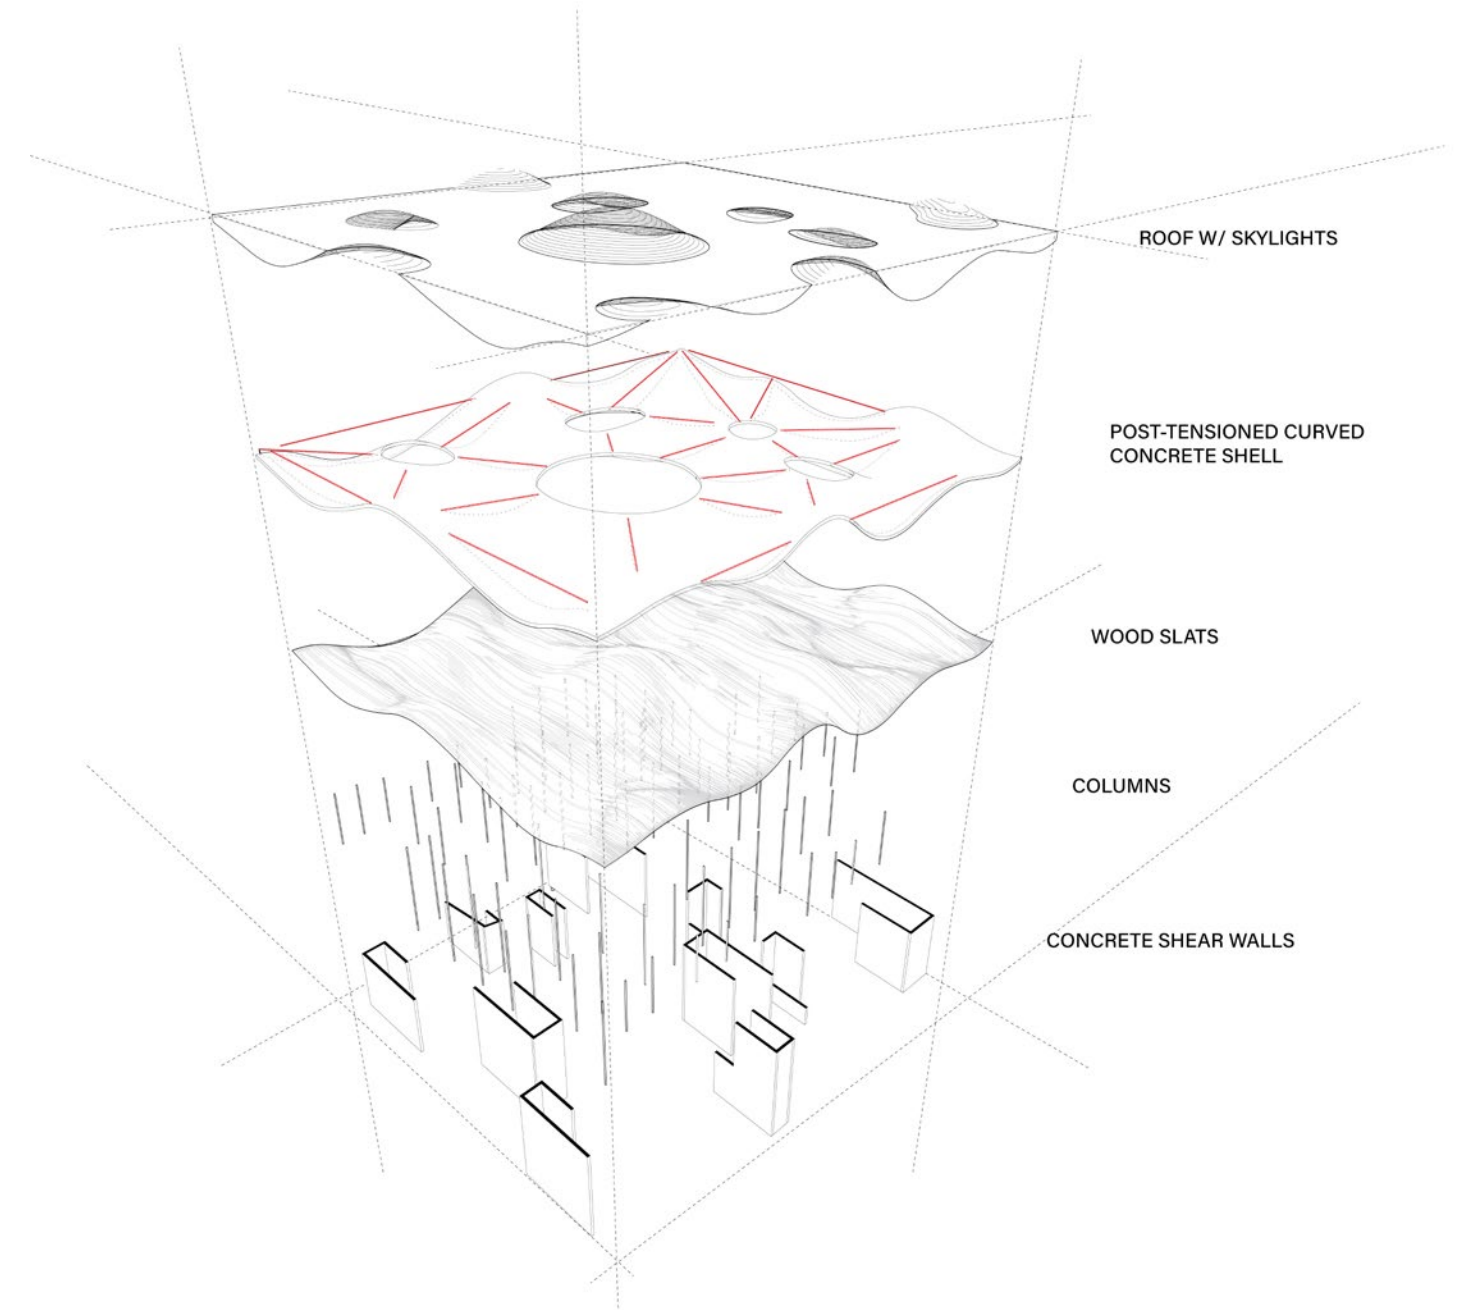 ROOF W/ SKYLIGHTS
POST-TENSIONED CURVED
CONCRETE SHELL
WOOD SLATS
COLUMNS
CONCRETE SHEAR WALLS